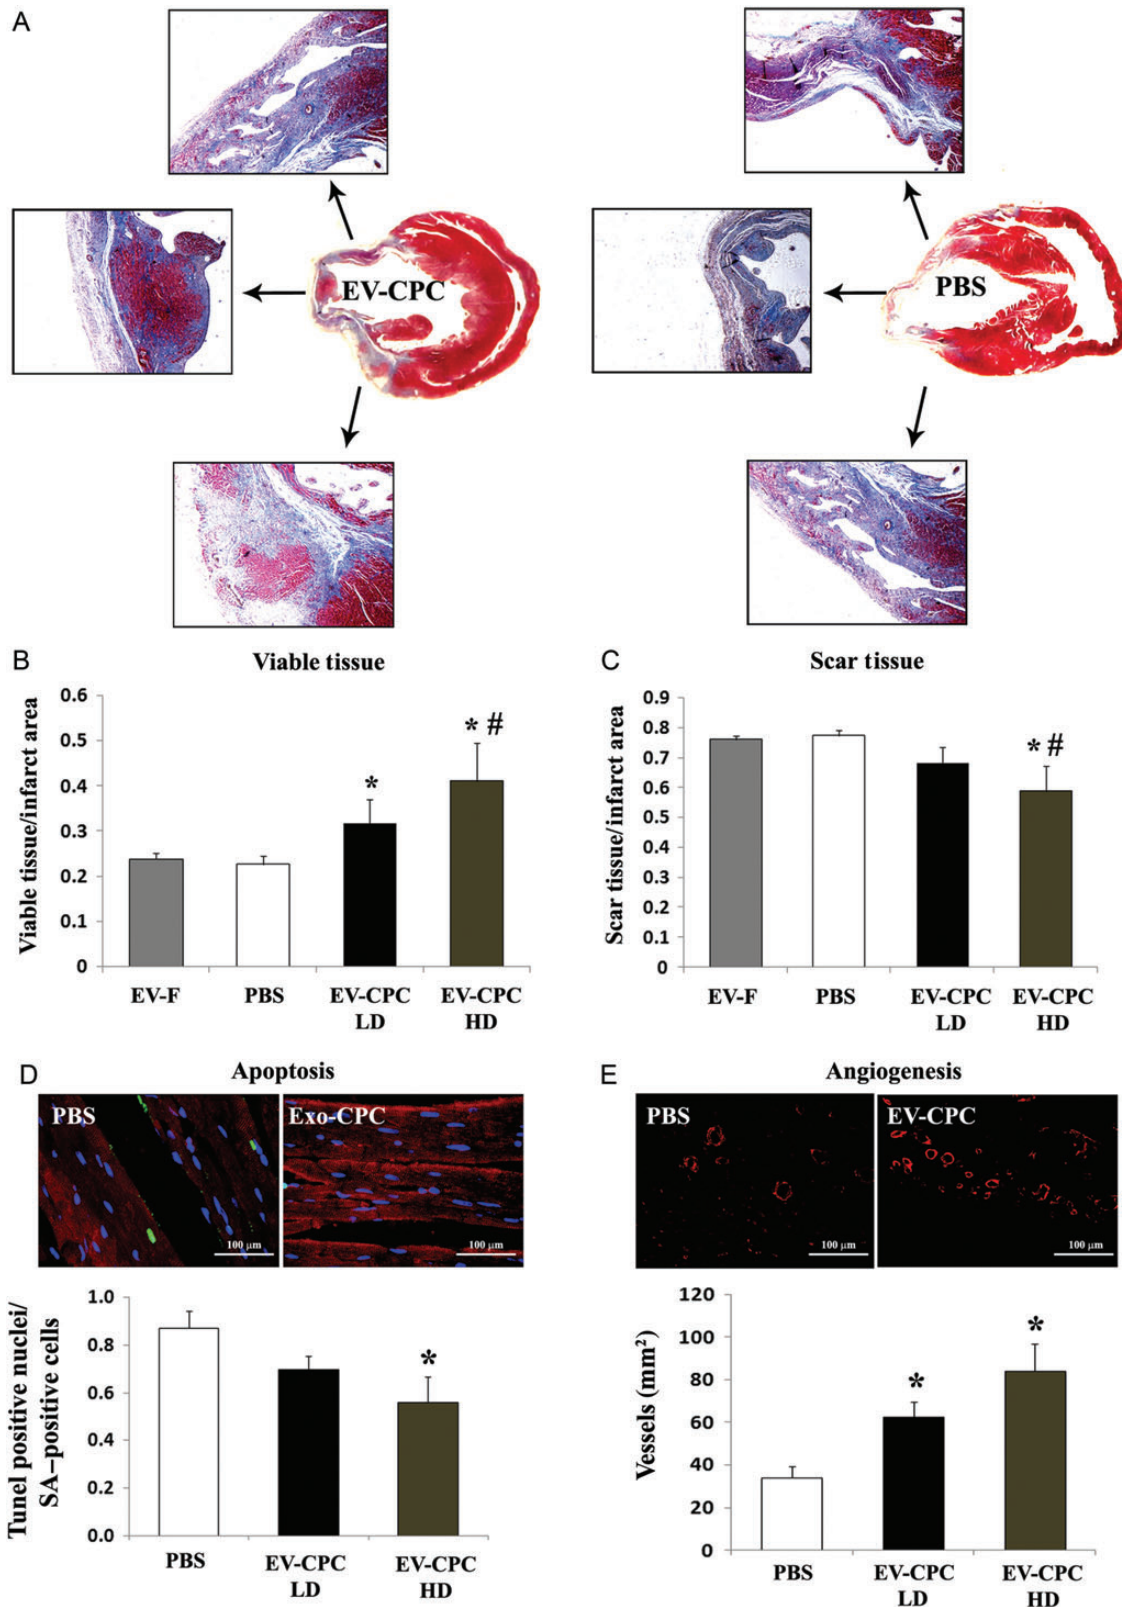 A
EV-CPC
PBS
B
Viable tissue
Viable tissue/infarct area
0.6
0.5
0.4
0.3
0.2
0.1
0
*
* #
EV-F
PBS
EV-CPC
LD
EV-CPC
HD
C
Scar tissue
Scar tissue/infarct area
0.9
0.8
0.7
0.6
0.5
0.4
0.3
0.2
0.1
0
* #
EV-F
PBS
EV-CPC
LD
EV-CPC
HD
D
Apoptosis
PBS
100 μm
Exo-CPC
100 μm
Tunel positive nuclei/
SA–positive cells
1.0
0.8
0.6
0.4
0.2
0.0
*
PBS
EV-CPC
LD
EV-CPC
HD
E
Angiogenesis
PBS
100 μm
EV-CPC
100 μm
Vessels (mm²)
120
100
80
60
40
20
0
*
*
PBS
EV-CPC
LD
EV-CPC
HD